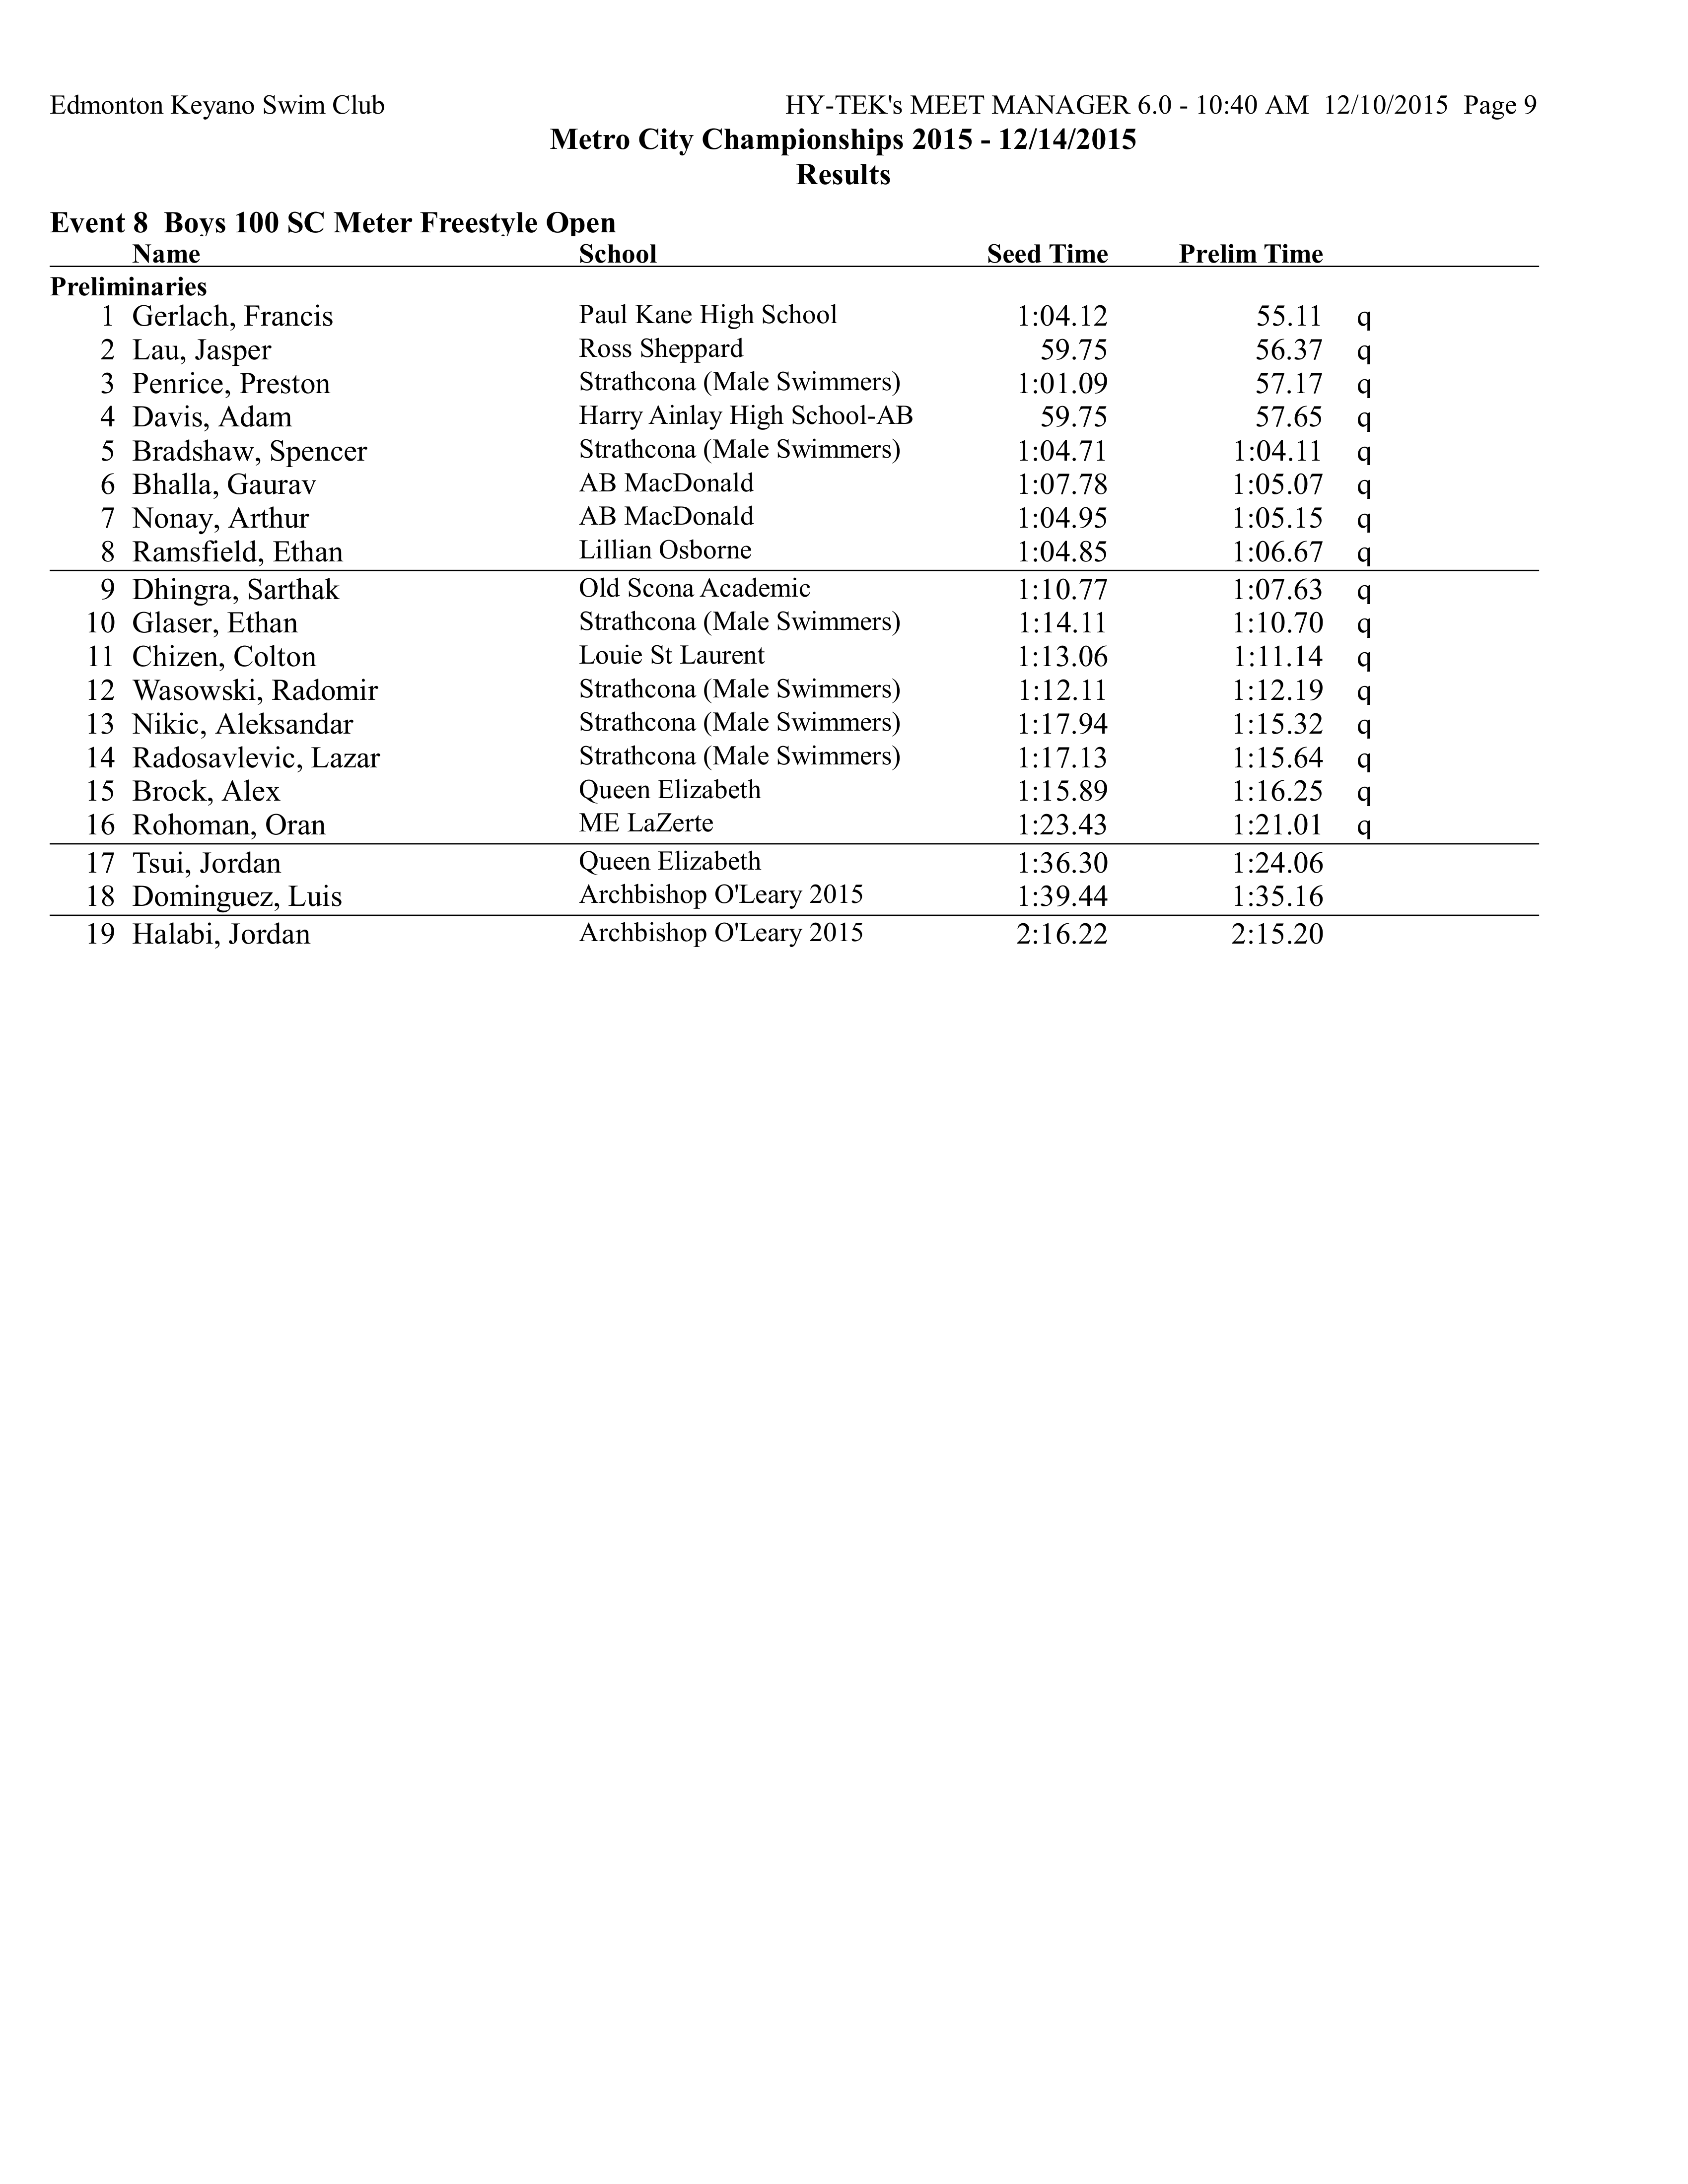 Edmonton Keyano Swim Club HY-TEK's MEET MANAGER 6.0 - 10:40 AM 12/10/2015 Page 9
Metro City Championships 2015 - 12/14/2015
Results
Event 8 Boys 100 SC Meter Freestyle Open
Name School Seed Time Prelim Time
Preliminaries
1 Gerlach, Francis Paul Kane High School 1:04.12 55.11 q
2 Lau, Jasper Ross Sheppard 59.75 56.37 q
3 Penrice, Preston Strathcona (Male Swimmers) 1:01.09 57.17 q
4 Davis, Adam Harry Ainlay High School-AB 59.75 57.65 q
5 Bradshaw, Spencer Strathcona (Male Swimmers) 1:04.71 1:04.11 q
6 Bhalla, Gaurav AB MacDonald 1:07.78 1:05.07 q
7 Nonay, Arthur AB MacDonald 1:04.95 1:05.15 q
8 Ramsfield, Ethan Lillian Osborne 1:04.85 1:06.67 q
9 Dhingra, Sarthak Old Scona Academic 1:10.77 1:07.63 q
10 Glaser, Ethan Strathcona (Male Swimmers) 1:14.11 1:10.70 q
11 Chizen, Colton Louie St Laurent 1:13.06 1:11.14 q
12 Wasowski, Radomir Strathcona (Male Swimmers) 1:12.11 1:12.19 q
13 Nikic, Aleksandar Strathcona (Male Swimmers) 1:17.94 1:15.32 q
14 Radosavlevic, Lazar Strathcona (Male Swimmers) 1:17.13 1:15.64 q
15 Brock, Alex Queen Elizabeth 1:15.89 1:16.25 q
16 Rohoman, Oran ME LaZerte 1:23.43 1:21.01 q
17 Tsui, Jordan Queen Elizabeth 1:36.30 1:24.06
18 Dominguez, Luis Archbishop O'Leary 2015 1:39.44 1:35.16
19 Halabi, Jordan Archbishop O'Leary 2015 2:16.22 2:15.20